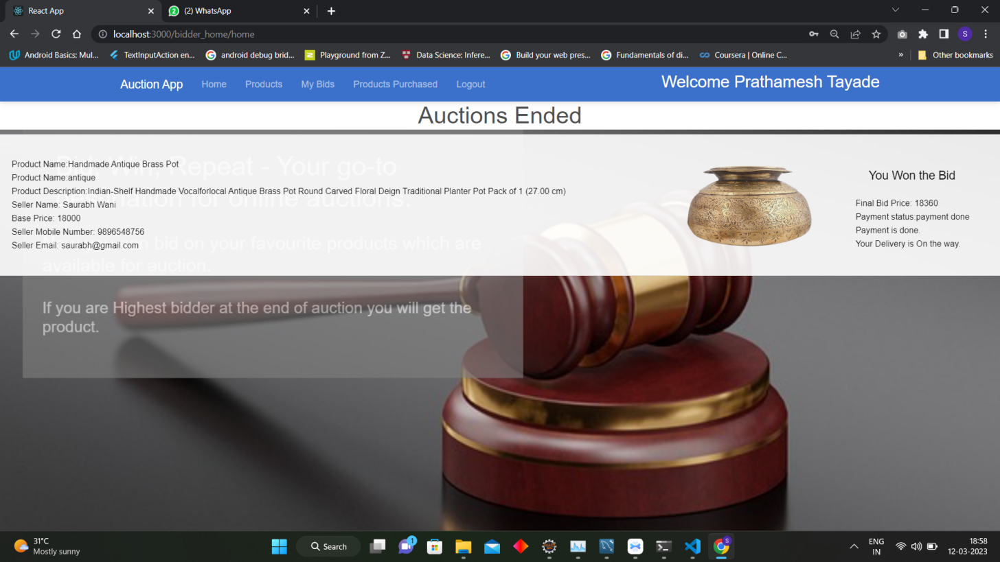 React App
(2) WhatsApp
localhost:3000/bidder_home/home
S
Android Basics: Mul...
TextInputAction en...
android debug brid...
Playground from Z...
Data Science: Infere...
Build your web pres...
Fundamentals of di...
Coursera | Online C...
»
Other bookmarks
Auction App
Home
Products
My Bids
Products Purchased
Logout
Welcome Prathamesh Tayade
Auctions Ended
Repeat - Your go-to
for online auctions.
Product Name:Handmade Antique Brass Pot
Product Name:antique
Product Description:Indian-Shelf Handmade Vocalforlocal Antique Brass Pot Round Carved Floral Deign Traditional Planter Pot Pack of 1 (27.00 cm)
Seller Name: Saurabh Wani
Base Price: 18000
Seller Mobile Number: 9896548756
Seller Email: saurabh@gmail.com
bid on your favourite products which are
available for auction.
If you are Highest bidder at the end of auction you will get the
product.
You Won the Bid
Final Bid Price: 18360
Payment status:payment done
Payment is done.
Your Delivery is On the way.
31°C
Mostly sunny
Search
1
S
ENG
IN
18:58
12-03-2023